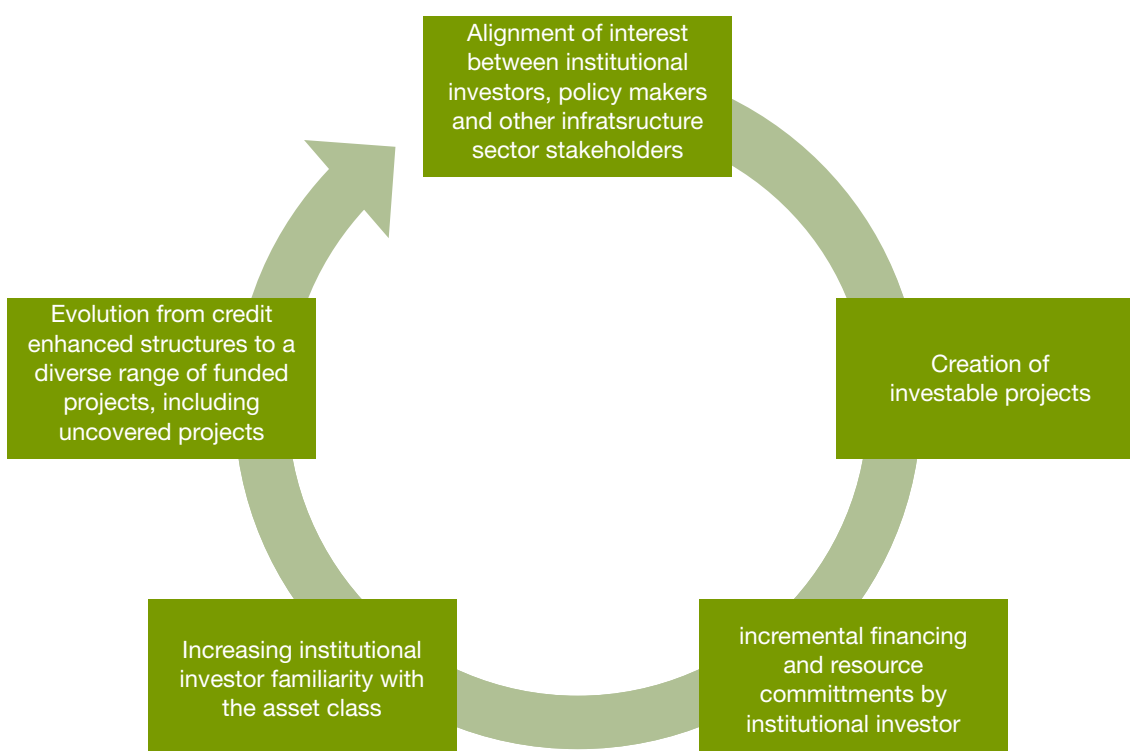 Alignment of interest
between institutional
investors, policy makers
and other infratsructure
sector stakeholders
Creation of
investable projects
incremental financing
and resource
committments by
institutional investor
Increasing institutional
investor familiarity with
the asset class
Evolution from credit
enhanced structures to a
diverse range of funded
projects, including
uncovered projects